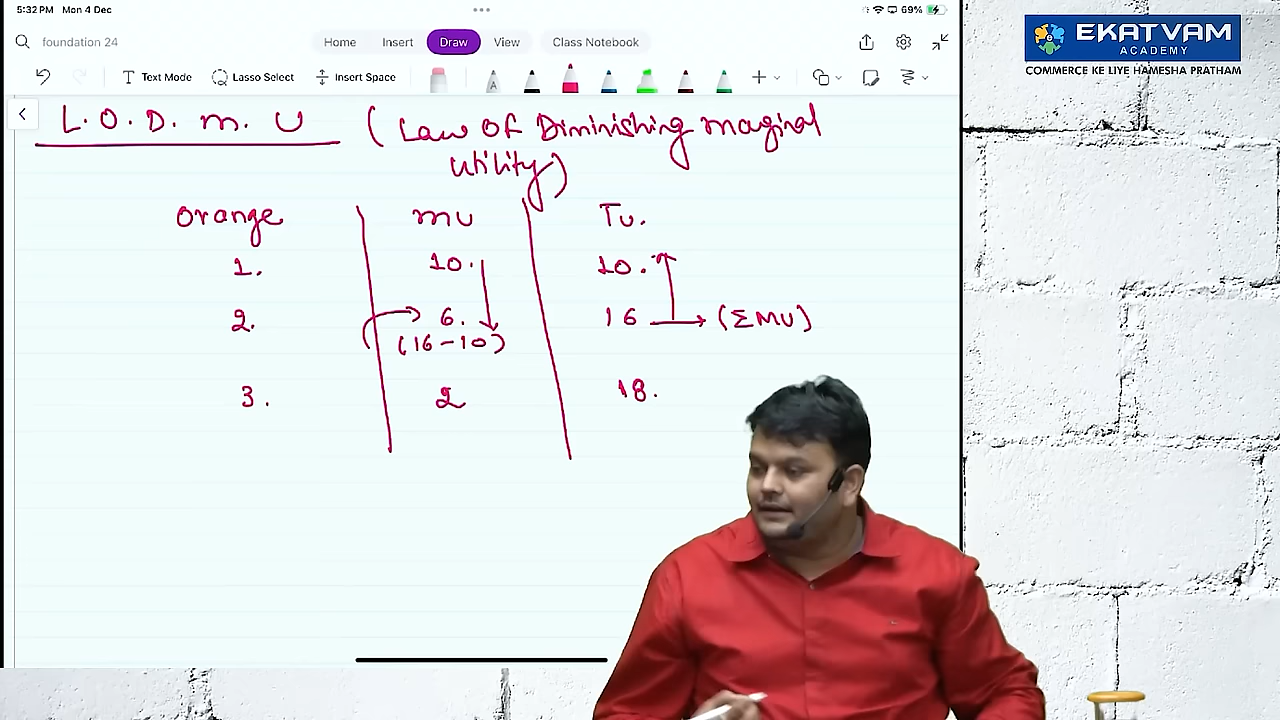 5:32 PM Mon 4 Dec
69%
EKATVAM
ACADEMY
COMMERCE KE LIYE HAMESHA PRATHAM
foundation 24
Home Insert Draw View Class Notebook
Text Mode Lasso Select Insert Space
L.O.D.M.U (Law of Diminishing Maginal
Utility)
Orange MU TU.
1. 10. 10.
2. 6. 16 → (ΣMU)
(16-10)
3. 2 18.